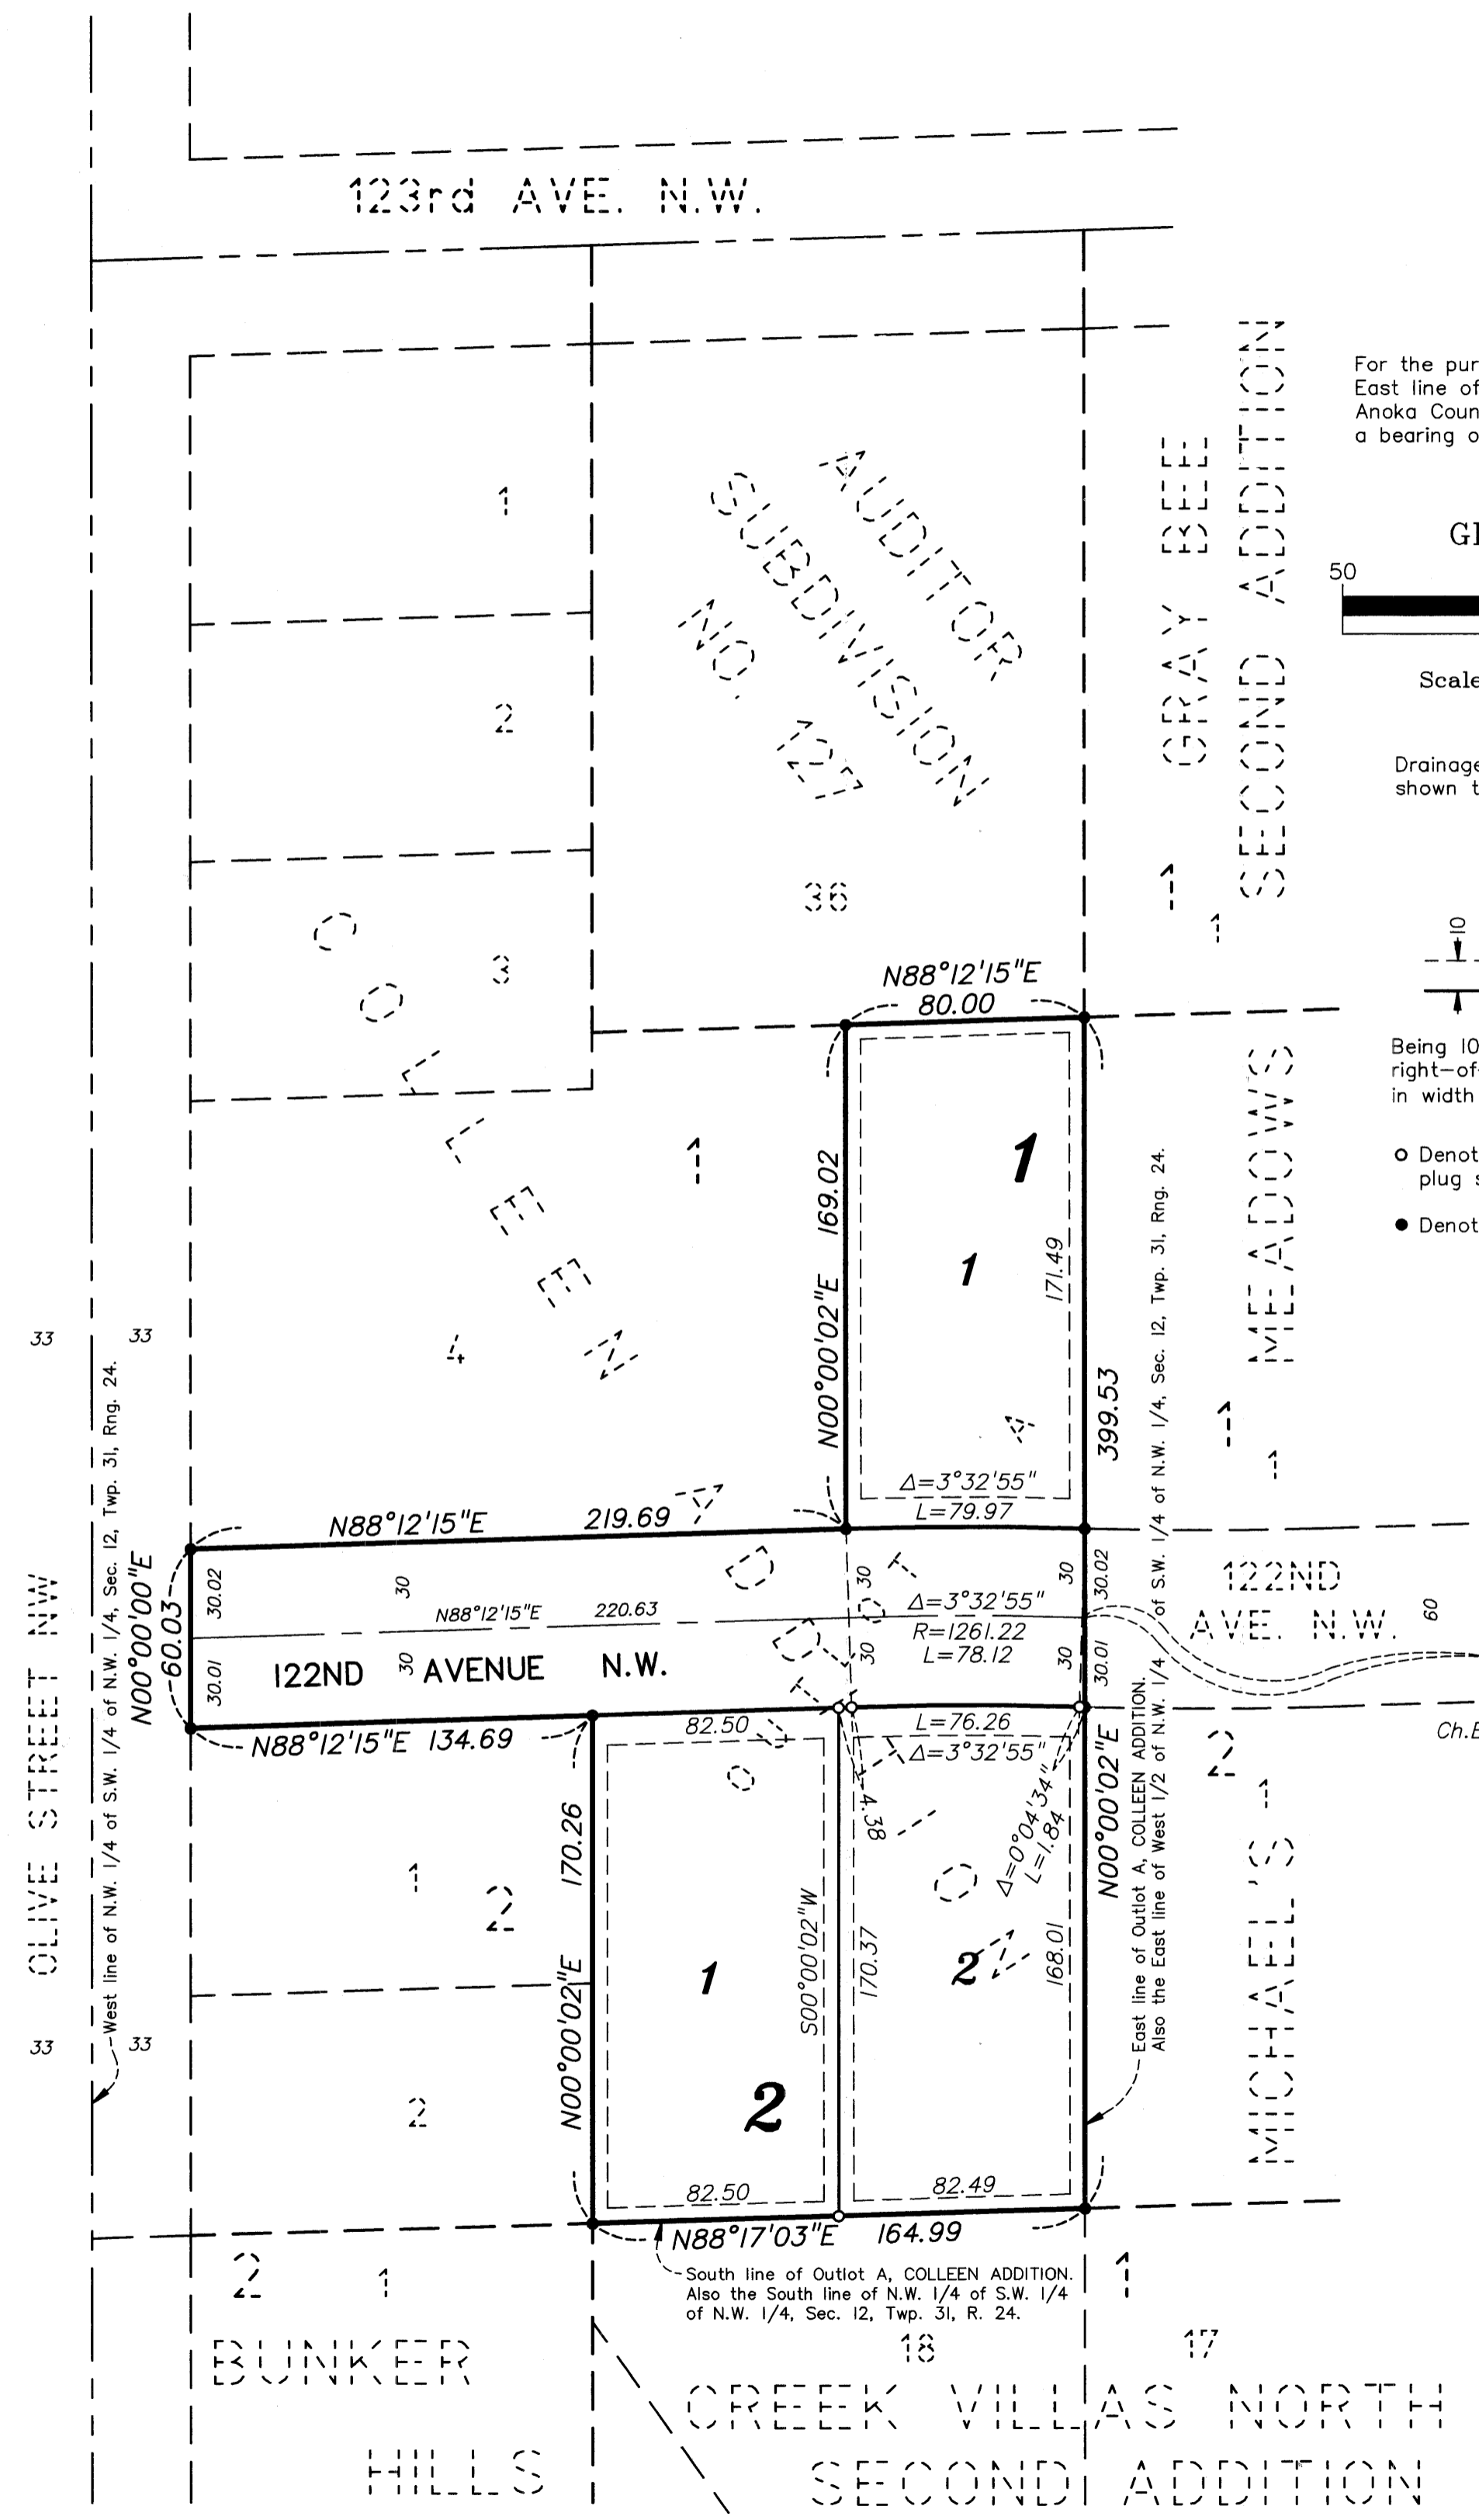 123rd AVE. N.W.
For the pur
East line of
Anoka Coun
a bearing o
GRAY BEE
SECOND ADDITION
MEADOWS
MICHAEL'S
AUDITOR
SUBDIVISION
NO. 127
50
Scale
Drainage
shown t
1
2
3
36
1
1
10
COLLEEN
ADDITION
N88°12'15"E
80.00
Being 10
right-of-
in width
Denot
plug s
Denot
1
1
1
169.02
N00°00'02"E
171.49
399.53
4
33
33
1
1
Δ=3°32'55"
L=79.97
N88°12'15"E
219.69
OLIVE STREET NW
West line of N.W. 1/4 of S.W. 1/4 of N.W. 1/4, Sec. 12, Twp. 31, Rng. 24.
N00°00'00"E
60.03
30.02
30
30
30
30.02
30.01
30
30
30
30.01
N88°12'15"E
220.63
Δ=3°32'55"
R=1261.22
L=78.12
122ND AVENUE N.W.
122ND
AVE. N.W.
60
N88°12'15"E 134.69
82.50
L=76.26
Δ=3°32'55"
4.38
Δ=0°04'34"
L=1.84
OUTLOT A
Ch.E
2
1
170.26
N00°00'02"E
S00°00'02"W
170.37
168.01
N00°00'02"E
East line of Outlot A, COLLEEN ADDITION.
Also the East line of West 1/2 of N.W. 1/4 of S.W. 1/4 of N.W. 1/4, Sec. 12, Twp. 31, Rng. 24.
1
2
1
2
2
2
33
33
82.50
82.49
N88°17'03"E 164.99
South line of Outlot A, COLLEEN ADDITION.
Also the South line of N.W. 1/4 of S.W. 1/4
of N.W. 1/4, Sec. 12, Twp. 31, R. 24.
2
1
1
18
17
BUNKER
HILLS
CREEK VILLAS NORTH
SECOND ADDITION